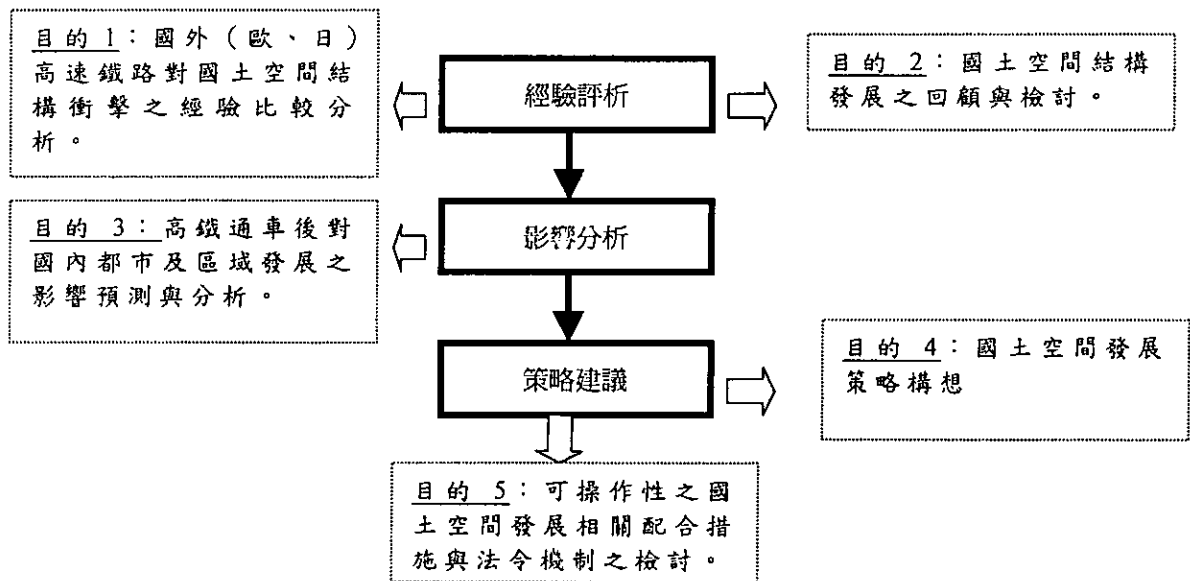 目的 1：國外（歐、日）
高速鐵路對國土空間結
構衝擊之經驗比較分
析。
經驗評析
目的 2：國土空間結構
發展之回顧與檢討。
目的 3：高鐵通車後對
國內都市及區域發展之
影響預測與分析。
影響分析
策略建議
目的 4：國土空間發展
策略構想
目的 5：可操作性之國
土空間發展相關配合措
施與法令機制之檢討。